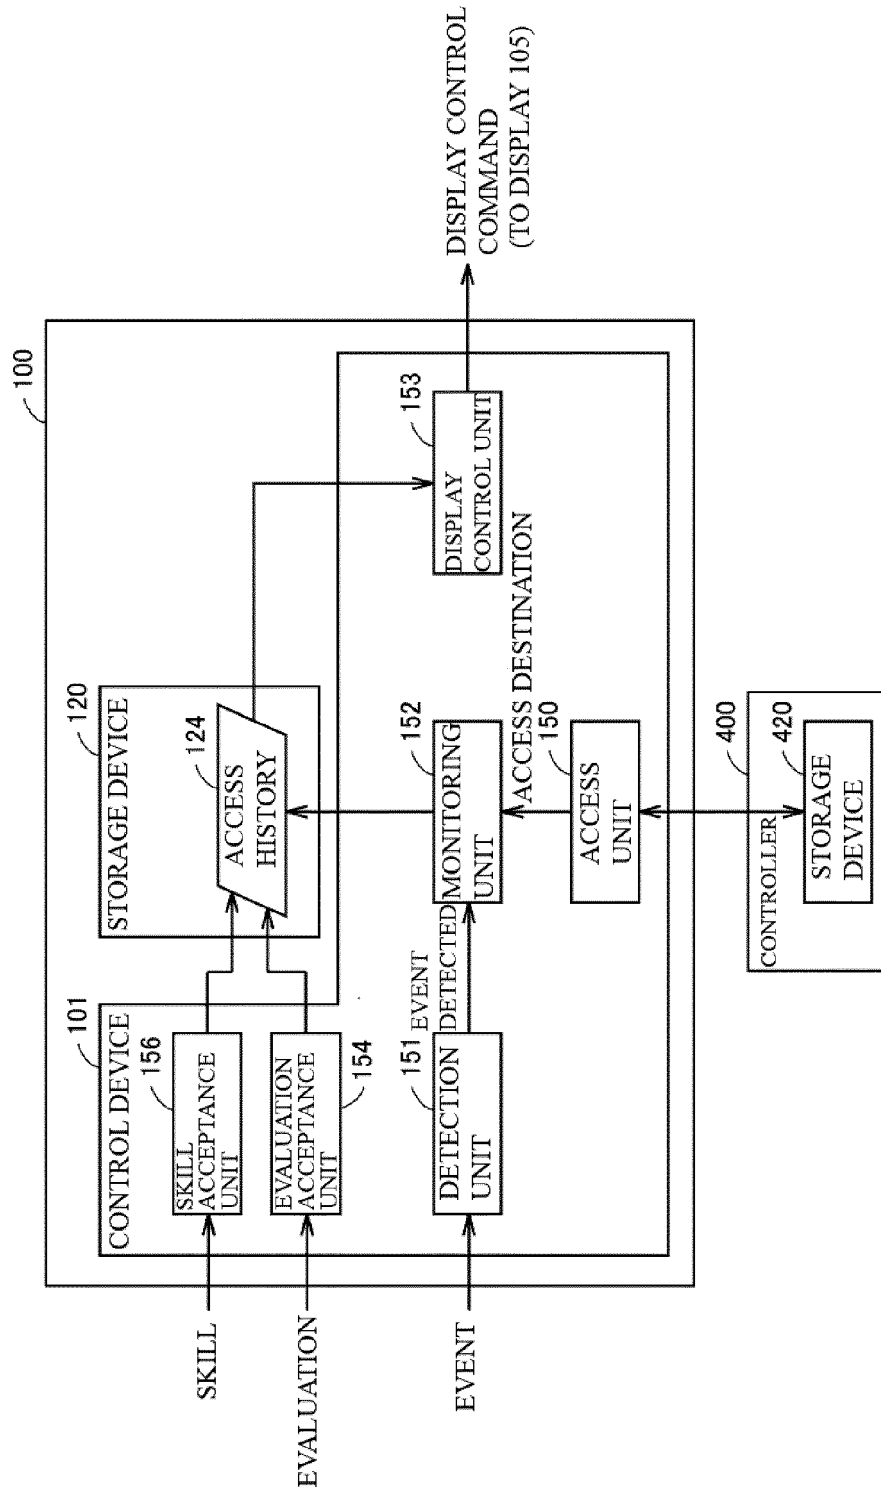 100
101
CONTROL DEVICE
120
STORAGE DEVICE
SKILL
156
SKILL
ACCEPTANCE
UNIT
124
ACCESS
HISTORY
EVALUATION
EVALUATION
ACCEPTANCE
UNIT
154
EVENT
151
DETECTION
UNIT
EVENT
DETECTED
152
MONITORING
UNIT
153
DISPLAY
CONTROL UNIT
DISPLAY CONTROL
COMMAND
(TO DISPLAY 105)
ACCESS DESTINATION
150
ACCESS
UNIT
400
CONTROLLER
420
STORAGE
DEVICE